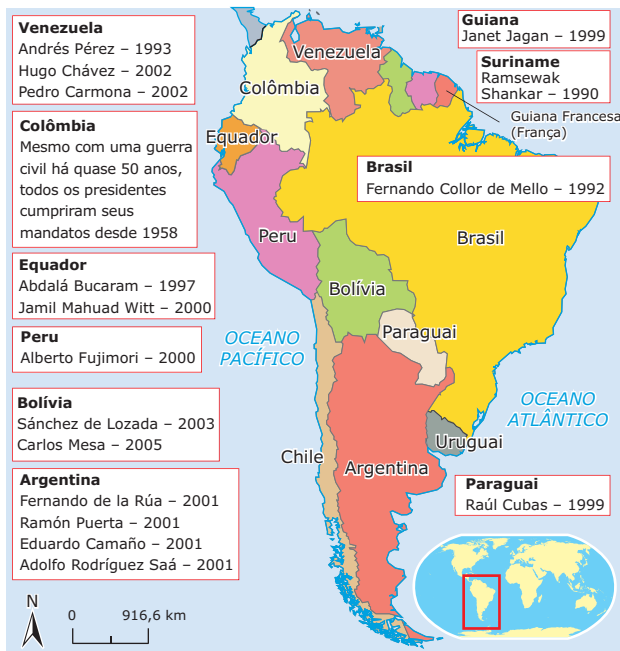 Venezuela
Andrés Pérez – 1993
Hugo Chávez – 2002
Pedro Carmona – 2002
Colômbia
Mesmo com uma guerra
civil há quase 50 anos,
todos os presidentes
cumpriram seus
mandatos desde 1958
Equador
Abdalá Bucaram – 1997
Jamil Mahuad Witt – 2000
Peru
Alberto Fujimori – 2000
Bolívia
Sánchez de Lozada – 2003
Carlos Mesa – 2005
Argentina
Fernando de la Rúa – 2001
Ramón Puerta – 2001
Eduardo Camaño – 2001
Adolfo Rodríguez Saá – 2001
N
0 916,6 km
Venezuela
Colômbia
Equador
Peru
Brasil
Bolívia
Paraguai
Chile
Argentina
Uruguai
OCEANO
PACÍFICO
OCEANO
ATLÂNTICO
Guiana
Janet Jagan – 1999
Suriname
Ramsewak
Shankar – 1990
Guiana Francesa
(França)
Brasil
Fernando Collor de Mello – 1992
Paraguai
Raúl Cubas – 1999